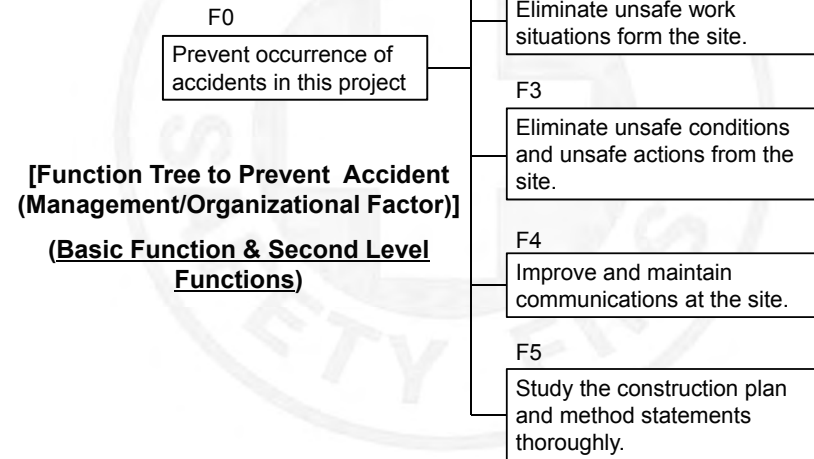 F0
Prevent occurrence of
accidents in this project
[Function Tree to Prevent  Accident
(Management/Organizational Factor)]
(Basic Function & Second Level
Functions)
Eliminate unsafe work
situations form the site.
F3
Eliminate unsafe conditions
and unsafe actions from the
site.
F4
Improve and maintain
communications at the site.
F5
Study the construction plan
and method statements
thoroughly.